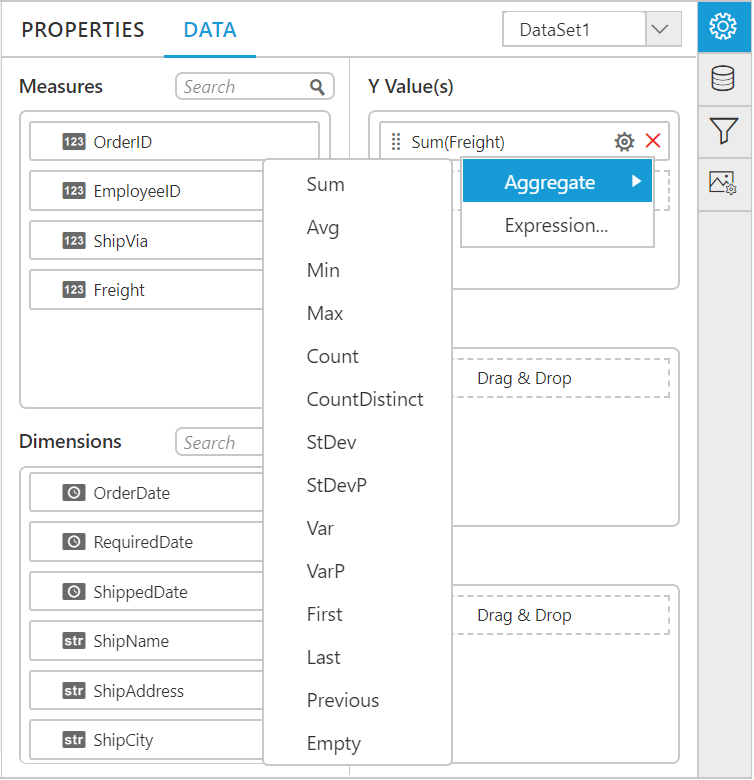 PROPERTIES
DATA
DataSet1
Measures
Search
123 OrderID
123 EmployeeID
123 ShipVia
123 Freight
Dimensions
Search
OrderDate
RequiredDate
ShippedDate
str ShipName
str ShipAddress
str ShipCity
Y Value(s)
Sum(Freight)
Aggregate
Expression...
Sum
Avg
Min
Max
Count
CountDistinct
StDev
StDevP
Var
VarP
First
Last
Previous
Empty
Drag & Drop
Drag & Drop